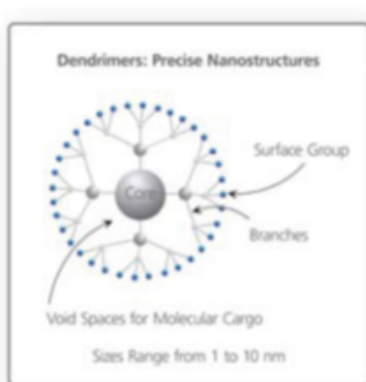 Dendrimers: Precise Nanostructures
Core
Surface Group
Branches
Void Spaces for Molecular Cargo
Sizes Range from 1 to 10 nm